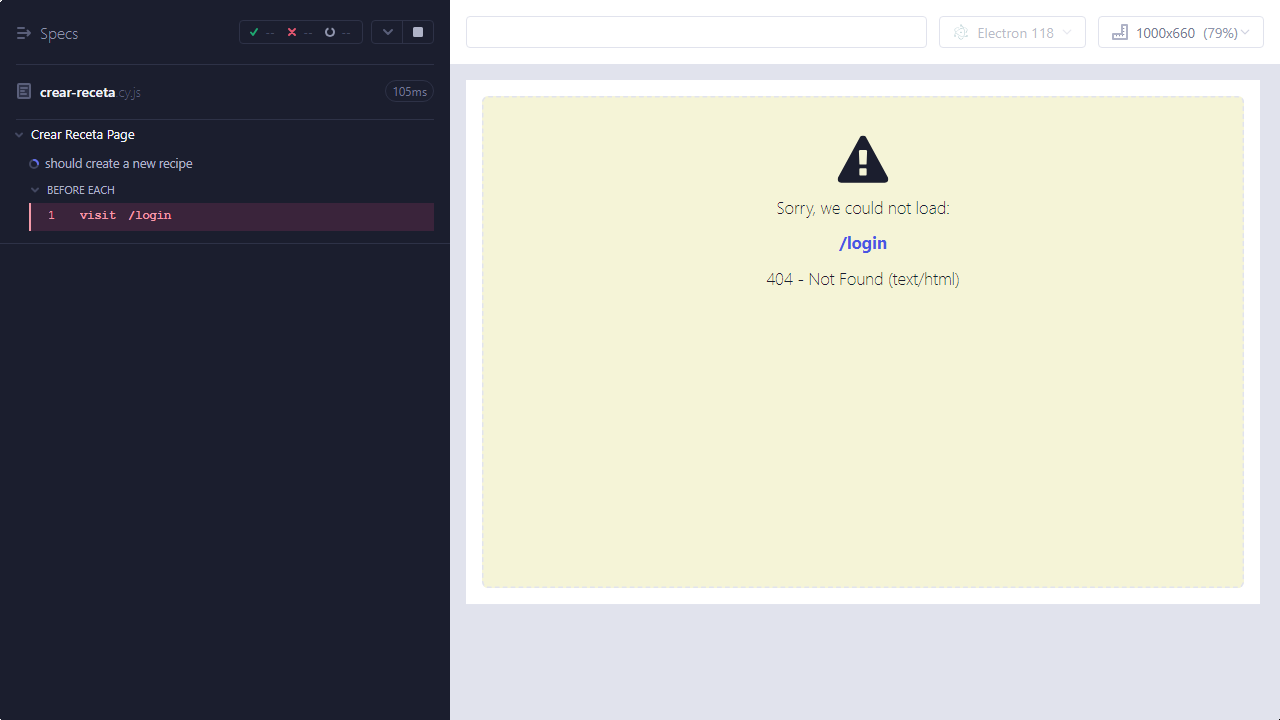 Specs
-- -- --
crear-receta.cy.js
105ms
Crear Receta Page
should create a new recipe
BEFORE EACH
1 visit /login
Electron 118
1000x660 (79%)
Sorry, we could not load:
/login
404 - Not Found (text/html)